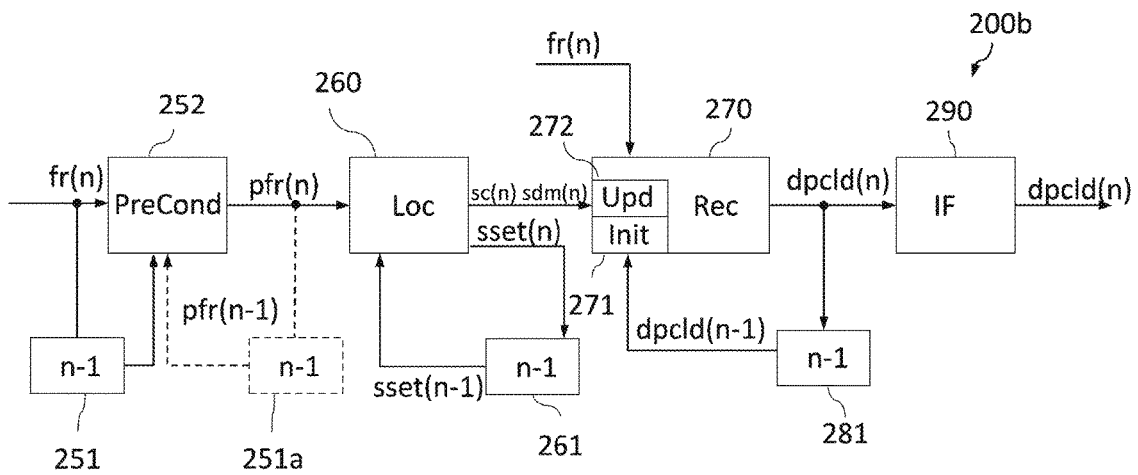 200b
fr(n)
260
270
290
252
272
fr(n)
pfr(n)
dpcld(n)
PreCond
Loc
sc(n) sdm(n)
Upd
Rec
IF
dpcld(n)
sset(n)
Init
271
pfr(n-1)
dpcld(n-1)
n-1
n-1
n-1
n-1
sset(n-1)
251
251a
261
281